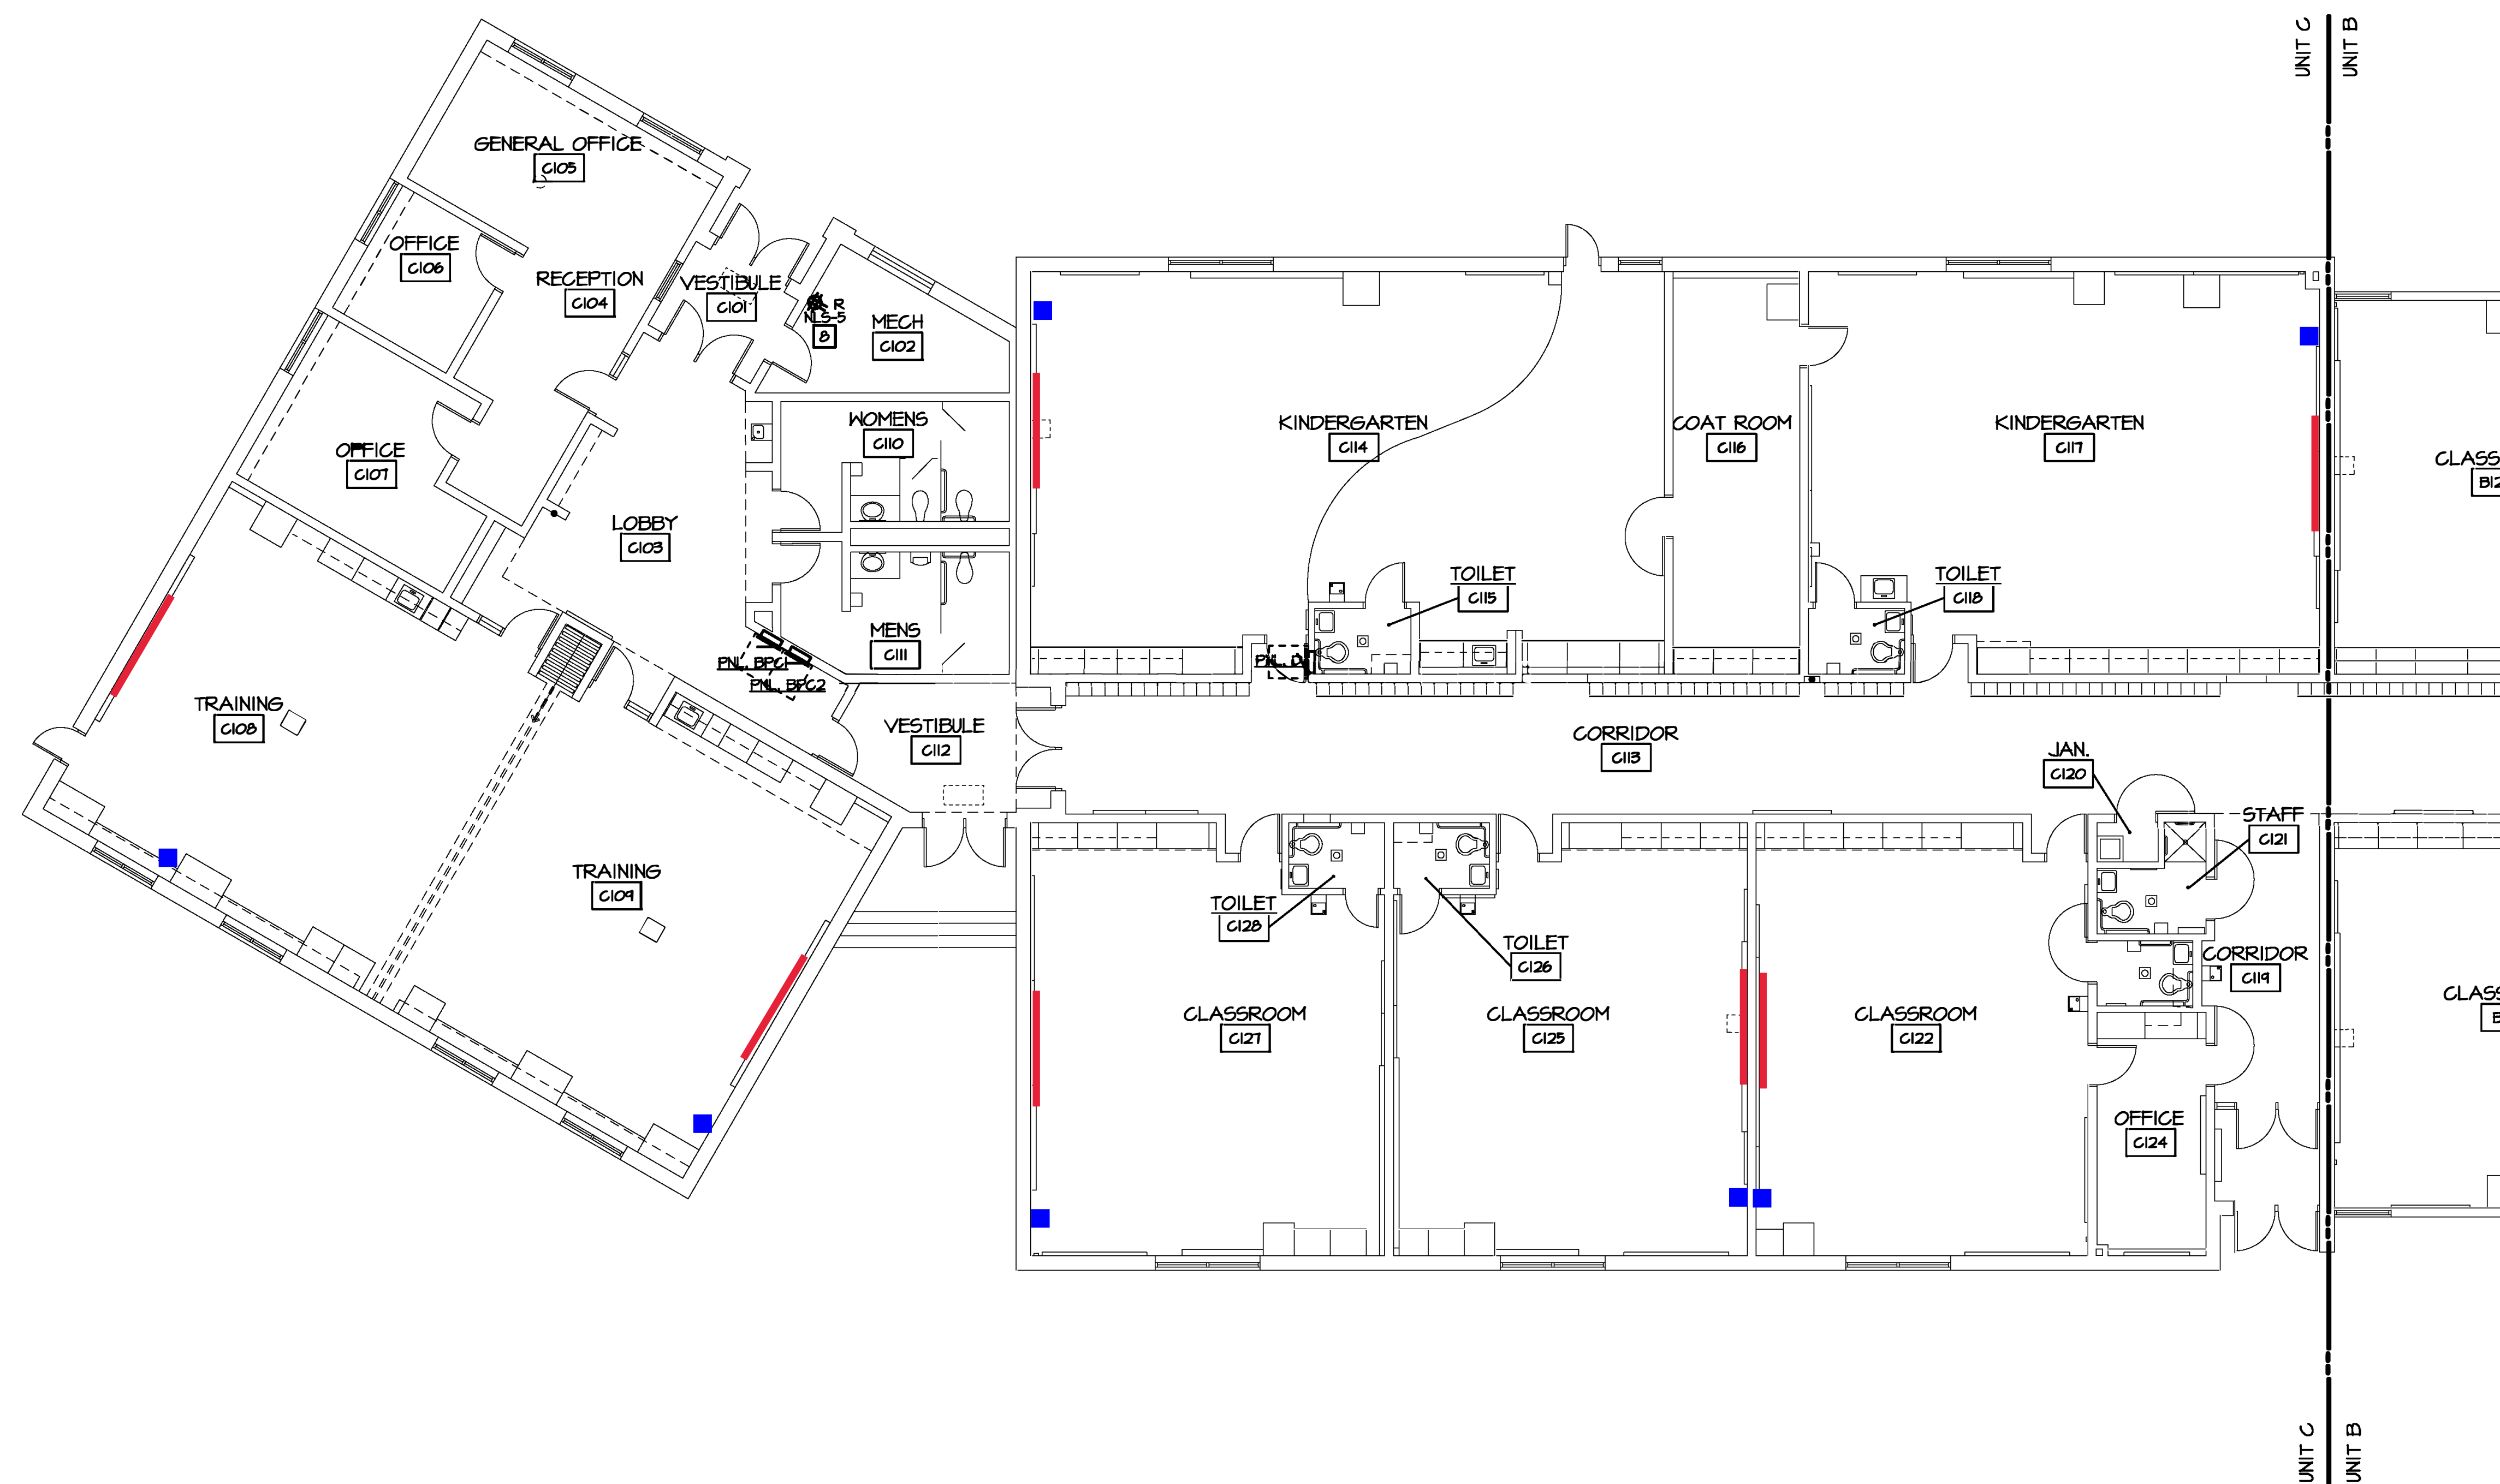 UNIT C
UNIT B
GENERAL OFFICE
C105
OFFICE
C106
RECEPTION
C104
VESTIBULE
C101
R
NLS-5
8
MECH
C102
OFFICE
C107
LOBBY
C103
WOMENS
C110
MENS
C111
KINDERGARTEN
C114
COAT ROOM
C116
KINDERGARTEN
C117
TOILET
C115
TOILET
C118
PNL. BPC1
PNL. BPC2
PNL. D
TRAINING
C108
VESTIBULE
C112
CORRIDOR
C113
JAN.
C120
STAFF
C121
TRAINING
C109
TOILET
C128
TOILET
C126
CORRIDOR
C119
CLASSROOM
C127
CLASSROOM
C125
CLASSROOM
C122
OFFICE
C124
CLASS
B12
CLASS
B
UNIT C
UNIT B